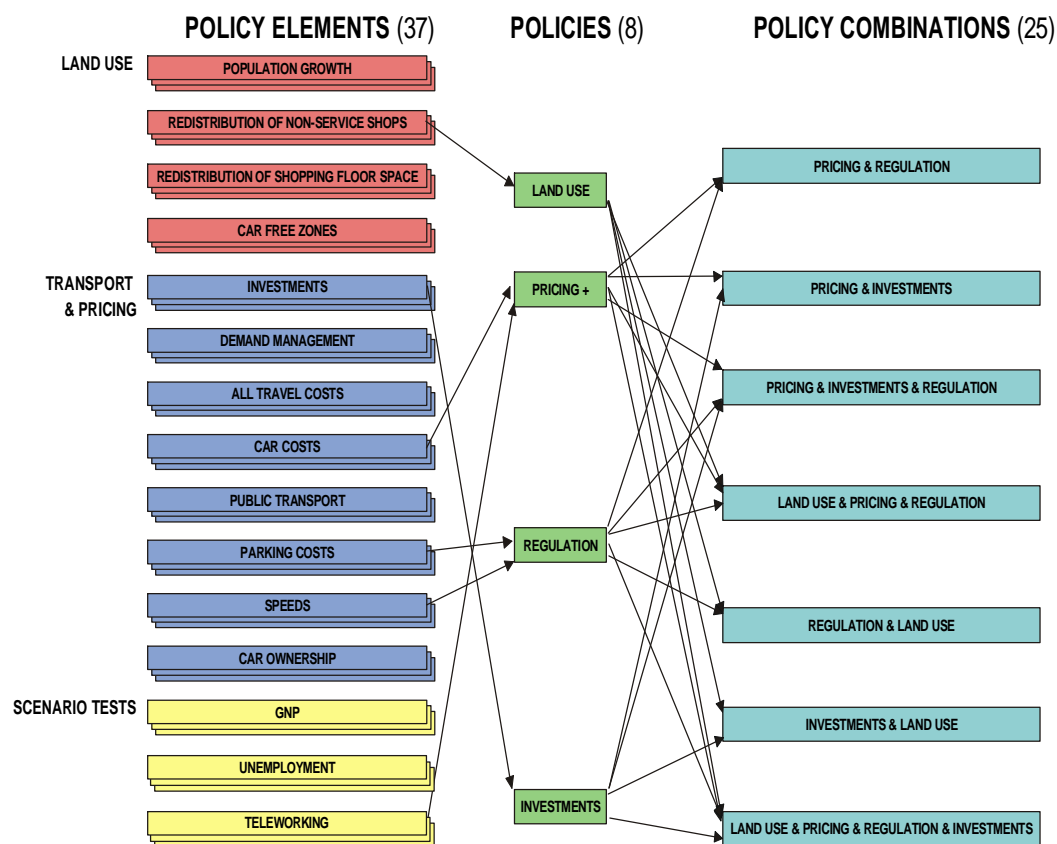 POLICY ELEMENTS (37)
POLICIES (8)
POLICY COMBINATIONS (25)
LAND USE
POPULATION GROWTH
REDISTRIBUTION OF NON-SERVICE SHOPS
REDISTRIBUTION OF SHOPPING FLOOR SPACE
CAR FREE ZONES
TRANSPORT
& PRICING
INVESTMENTS
DEMAND MANAGEMENT
ALL TRAVEL COSTS
CAR COSTS
PUBLIC TRANSPORT
PARKING COSTS
SPEEDS
CAR OWNERSHIP
SCENARIO TESTS
GNP
UNEMPLOYMENT
TELEWORKING
LAND USE
PRICING +
REGULATION
INVESTMENTS
PRICING & REGULATION
PRICING & INVESTMENTS
PRICING & INVESTMENTS & REGULATION
LAND USE & PRICING & REGULATION
REGULATION & LAND USE
INVESTMENTS & LAND USE
LAND USE & PRICING & REGULATION & INVESTMENTS